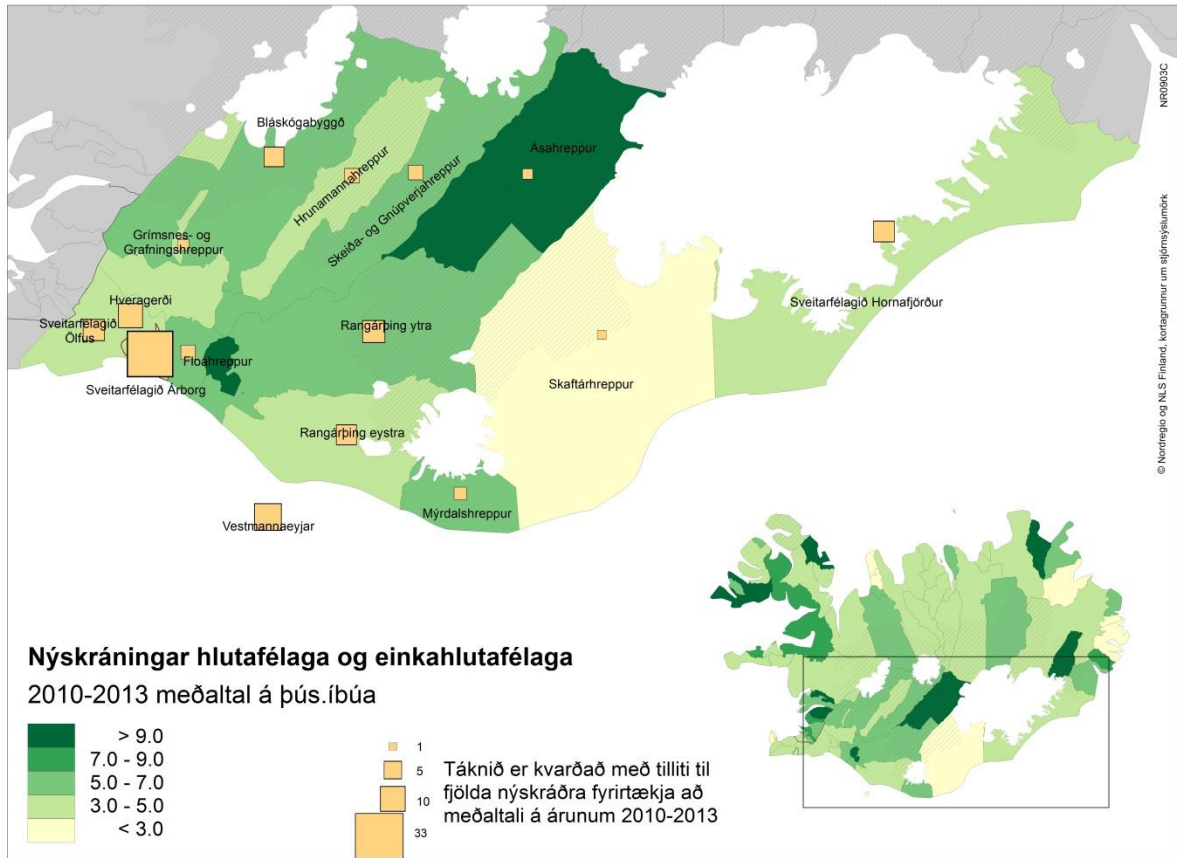 Bláskógabyggð
Hrunamannahreppur
Skeiða- og Gnúpverjahreppur
Ásahreppur
Grímsnes- og
Grafningshreppur
Hveragerði
Sveitarfélagið
Ölfus
Flóahreppur
Sveitarfélagið Árborg
Rangárþing ytra
Sveitarfélagið Hornafjörður
Skaftárhreppur
Rangárþing eystra
Mýrdalshreppur
Vestmannaeyjar
NR0903C
© Nordregio og NLS Finland, kortagrunnur um stjórnsýslumörk
Nýskráningar hlutafélaga og einkahlutafélaga
2010-2013 meðaltal á þús.íbúa
> 9.0
7.0 - 9.0
5.0 - 7.0
3.0 - 5.0
< 3.0
1
5
10
33
Táknið er kvarðað með tilliti til
fjölda nýskráðra fyrirtækja að
meðaltali á árunum 2010-2013